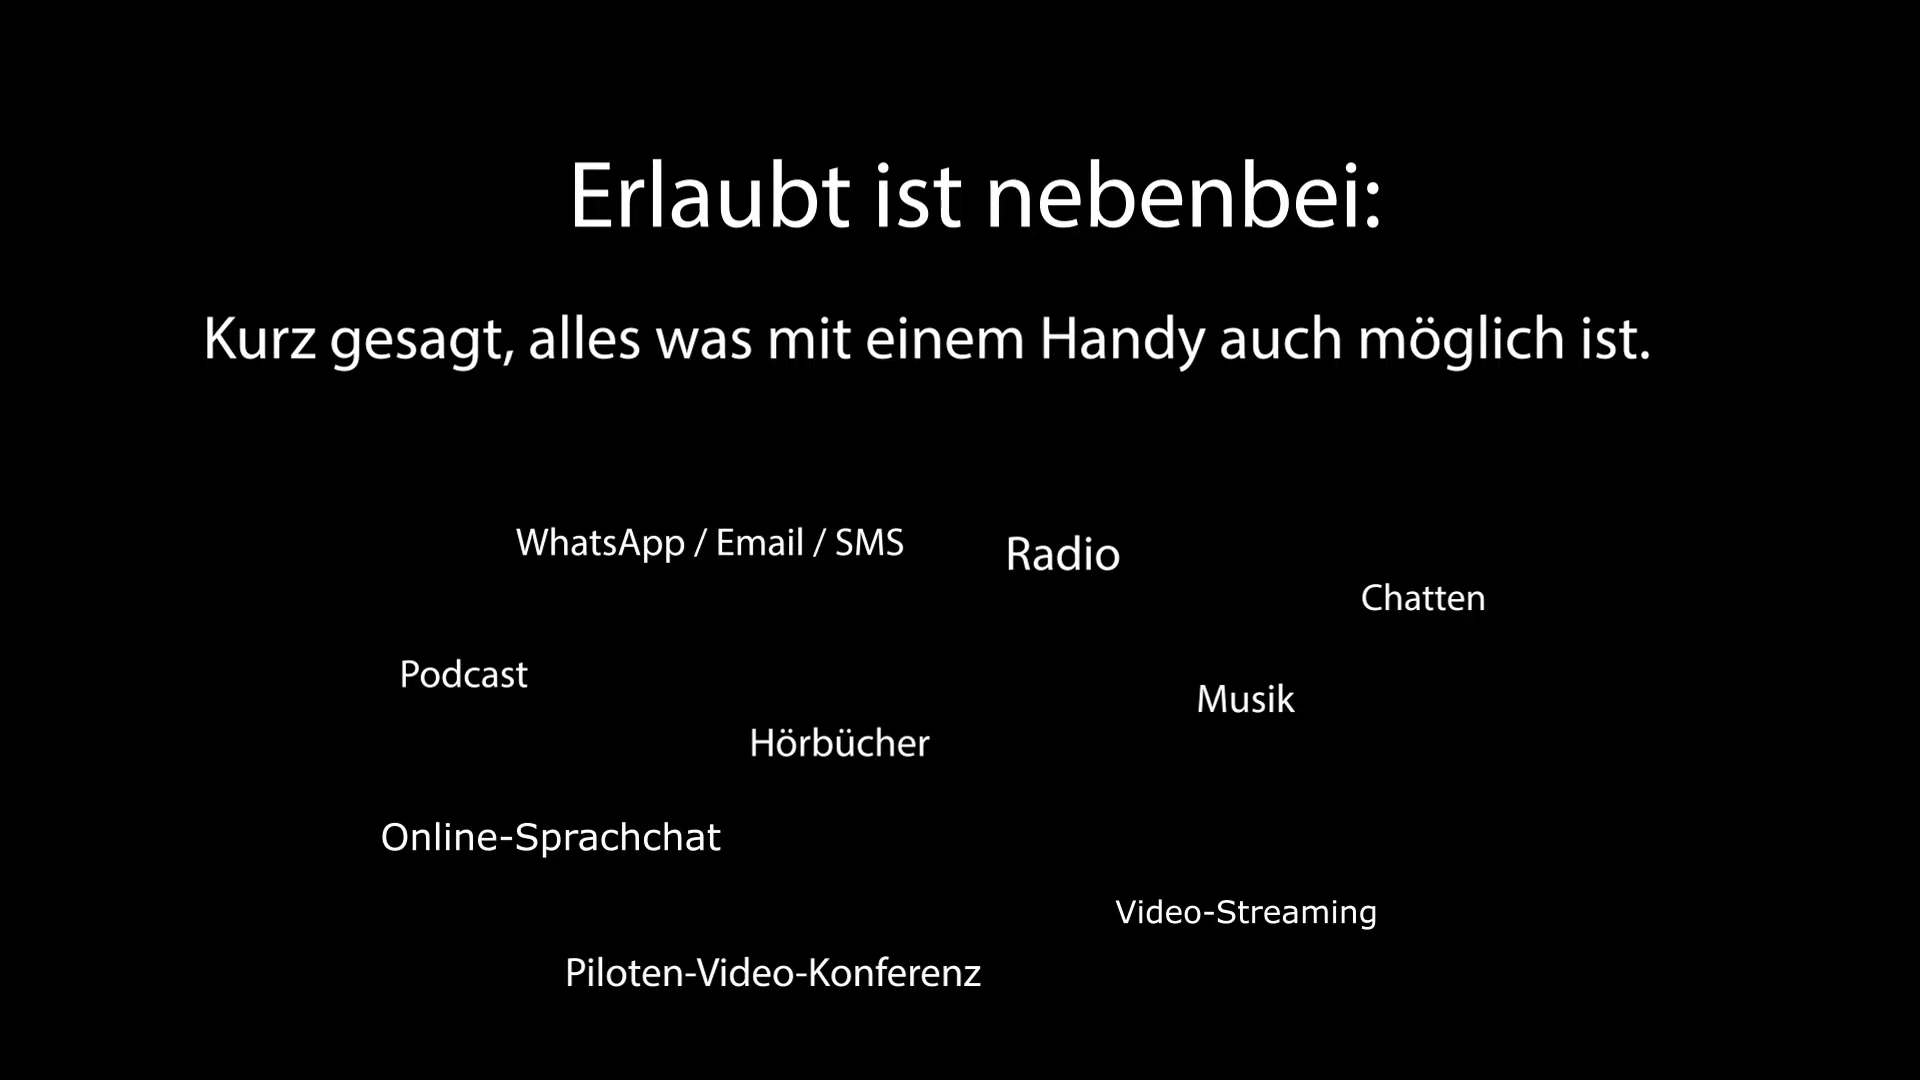 Erlaubt ist nebenbei:
Kurz gesagt, alles was mit einem Handy auch möglich ist.
WhatsApp / Email / SMS
Radio
Chatten
Podcast
Musik
Hörbücher
Online-Sprachchat
Video-Streaming
Piloten-Video-Konferenz